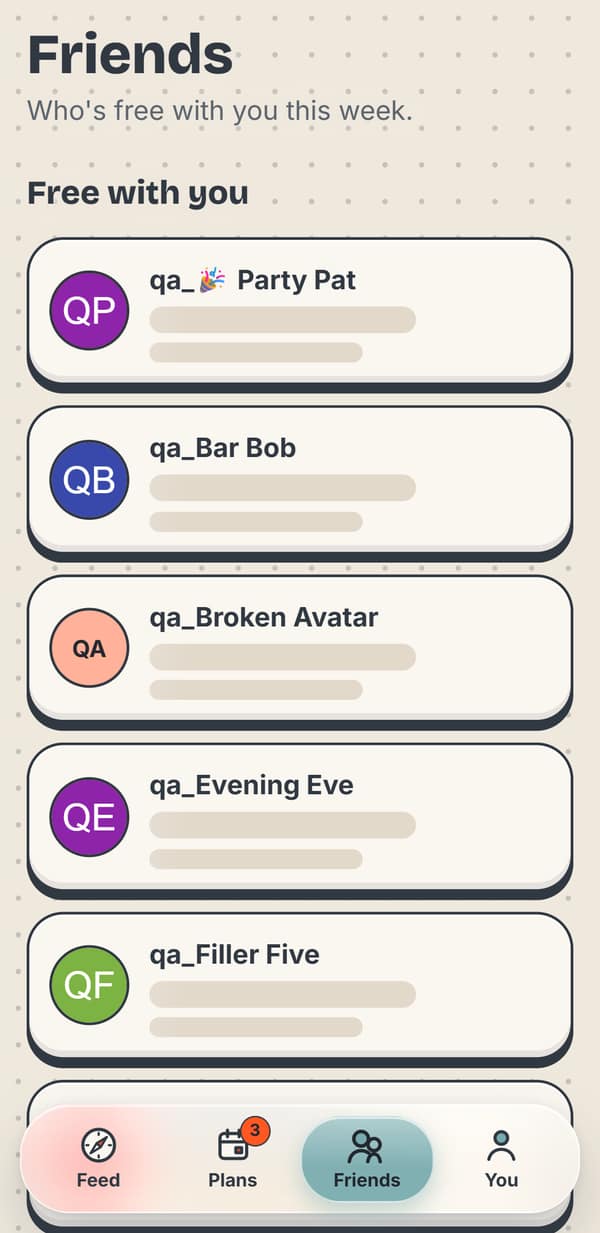 Friends
Who's free with you this week.
Free with you
QP
qa_🎉 Party Pat
QB
qa_Bar Bob
QA
qa_Broken Avatar
QE
qa_Evening Eve
QF
qa_Filler Five
3
Feed
Plans
Friends
You